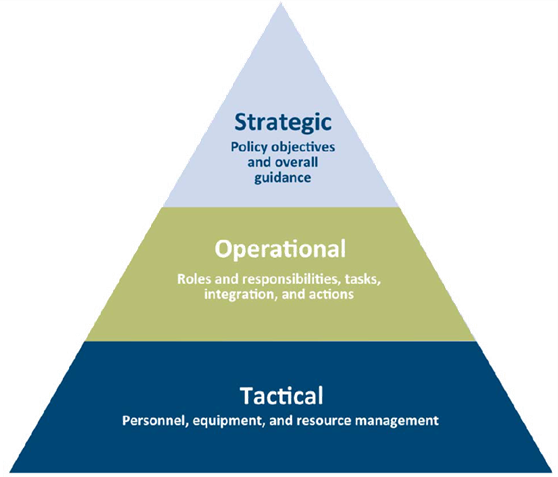 Strategic
Policy objectives
and overall
guidance
Operational
Roles and responsibilities, tasks,
integration, and actions
Tactical
Personnel, equipment, and resource management